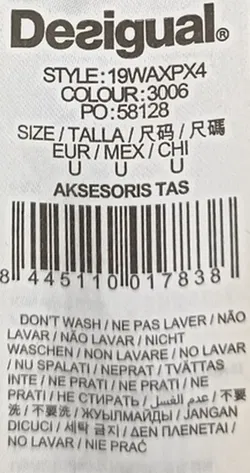 Desigual®
STYLE:19WAXPX4
COLOUR:3006
PO:58128
SIZE/TALLA/尺码/尺碼
EUR/MEX/CHI
U U U
AKSESORIS TAS
8 445110 017838
DON'T WASH / NE PAS LAVER / NÃO
LAVAR / NÃO LAVAR / NICHT
WASCHEN / NON LAVARE / NO LAVAR
/ NU SPALATI / NEPRAT / TVÄTTAS
INTE / NE PRATI / NE PRATI / NE
PRATI / НЕ СТИРАТЬ / عدم الغسيل / 不要
洗 / 不要洗 / ЖУЫЛМАЙДЫ / JANGAN
DICUCI / 세탁 금지 / ΔΕΝ ΠΛΕΝΕΤΑΙ /
NO LAVAR / NIE PRAĆ